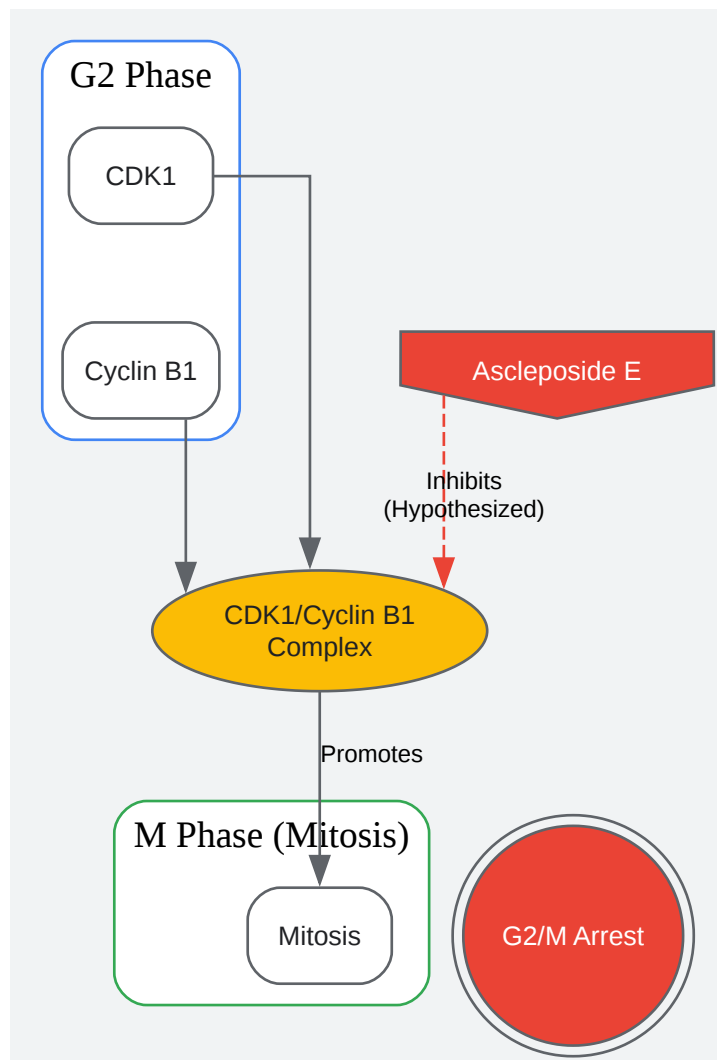 G2 Phase
CDK1
Cyclin B1
Ascleposide E
Inhibits
(Hypothesized)
CDK1/Cyclin B1
Complex
Promotes
M Phase (Mitosis)
Mitosis
G2/M Arrest